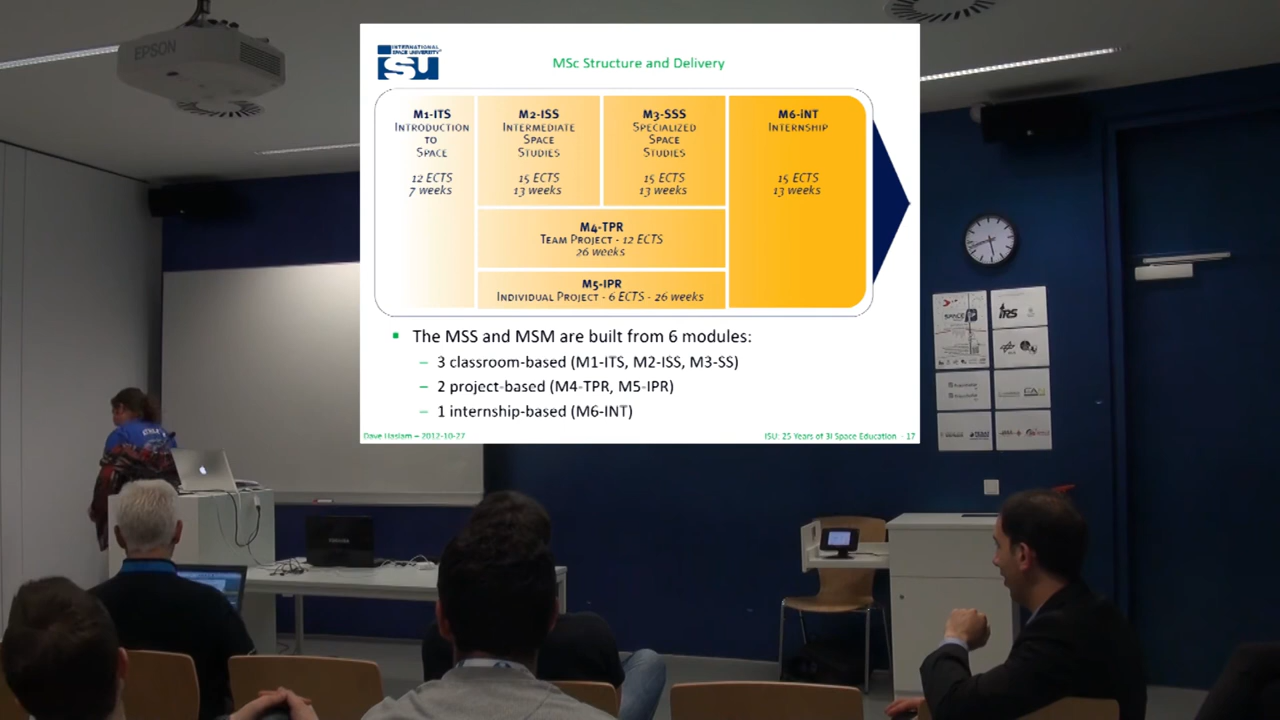 EPSON
INTERNATIONAL
SPACE UNIVERSITY
ISU
MSc Structure and Delivery
M1-ITS
INTRODUCTION
TO
SPACE
12 ECTS
7 weeks
M2-ISS
INTERMEDIATE
SPACE
STUDIES
15 ECTS
13 weeks
M3-SSS
SPECIALIZED
SPACE
STUDIES
15 ECTS
13 weeks
M6-INT
INTERNSHIP
15 ECTS
13 weeks
M4-TPR
TEAM PROJECT - 12 ECTS
26 weeks
M5-IPR
INDIVIDUAL PROJECT - 6 ECTS - 26 weeks
The MSS and MSM are built from 6 modules:
– 3 classroom-based (M1-ITS, M2-ISS, M3-SS)
– 2 project-based (M4-TPR, M5-IPR)
– 1 internship-based (M6-INT)
Dave Haslam – 2012-10-27
ISU: 25 Years of 3I Space Education - 17
SPACE
IRS